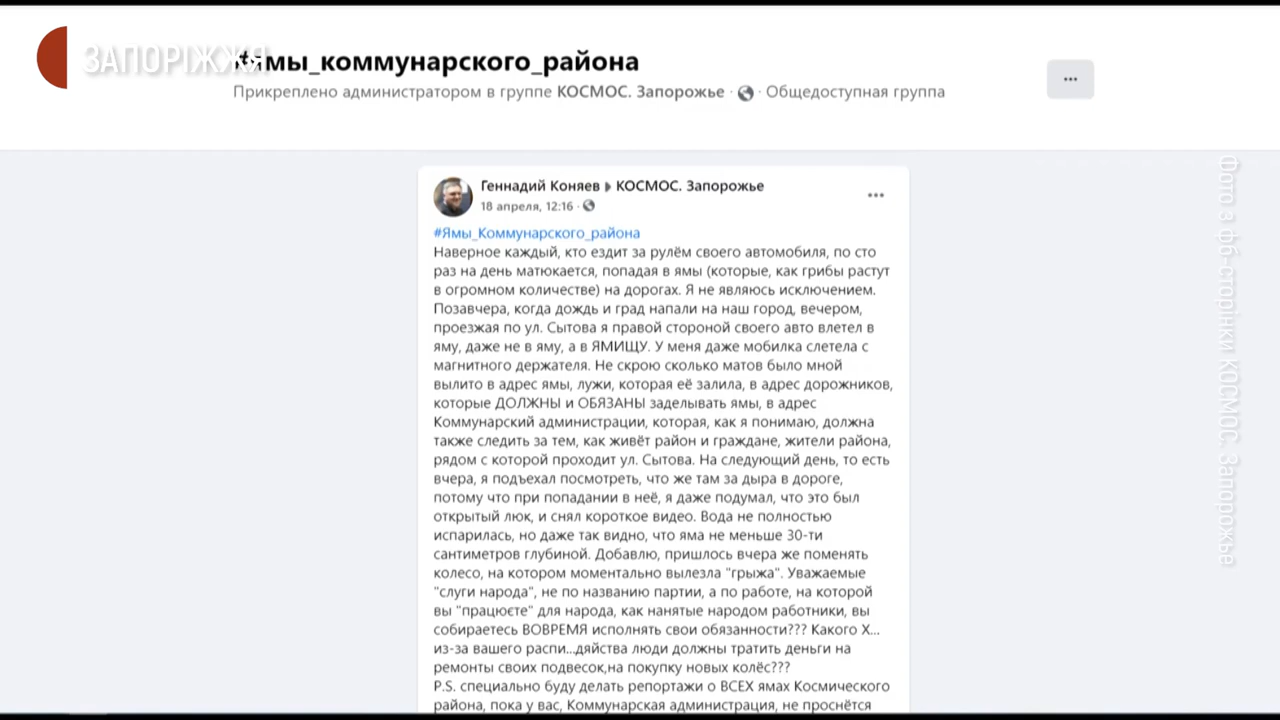 ЗАПОРІЖЖЯ
#ямы_коммунарского_района
Прикреплено администратором в группе КОСМОС. Запорожье · Общедоступная группа
Геннадий Коняев ▸ КОСМОС. Запорожье
18 апреля, 12:16 ·
#Ямы_Коммунарского_района
Наверное каждый, кто ездит за рулём своего автомобиля, по сто
раз на день матюкается, попадая в ямы (которые, как грибы растут
в огромном количестве) на дорогах. Я не являюсь исключением.
Позавчера, когда дождь и град напали на наш город, вечером,
проезжая по ул. Сытова я правой стороной своего авто влетел в
яму, даже не в яму, а в ЯМИЩУ. У меня даже мобилка слетела с
магнитного держателя. Не скрою сколько матов было мной
вылито в адрес ямы, лужи, которая её залила, в адрес дорожников,
которые ДОЛЖНЫ и ОБЯЗАНЫ заделывать ямы, в адрес
Коммунарский администрации, которая, как я понимаю, должна
также следить за тем, как живёт район и граждане, жители района,
рядом с которой проходит ул. Сытова. На следующий день, то есть
вчера, я подъехал посмотреть, что же там за дыра в дороге,
потому что при попадании в неё, я даже подумал, что это был
открытый люк, и снял короткое видео. Вода не полностью
испарилась, но даже так видно, что яма не меньше 30-ти
сантиметров глубиной. Добавлю, пришлось вчера же поменять
колесо, на котором моментально вылезла "грыжа". Уважаемые
"слуги народа", не по названию партии, а по работе, на которой
вы "працюєте" для народа, как нанятые народом работники, вы
собираетесь ВОВРЕМЯ исполнять свои обязанности??? Какого Х...
из-за вашего распи...дяйства люди должны тратить деньги на
ремонты своих подвесок,на покупку новых колёс???
P.S. специально буду делать репортажи о ВСЕХ ямах Космического
района, пока у вас, Коммунарская администрация, не проснётся
Фото з фб-сторінки КОСМОС. Запорожье